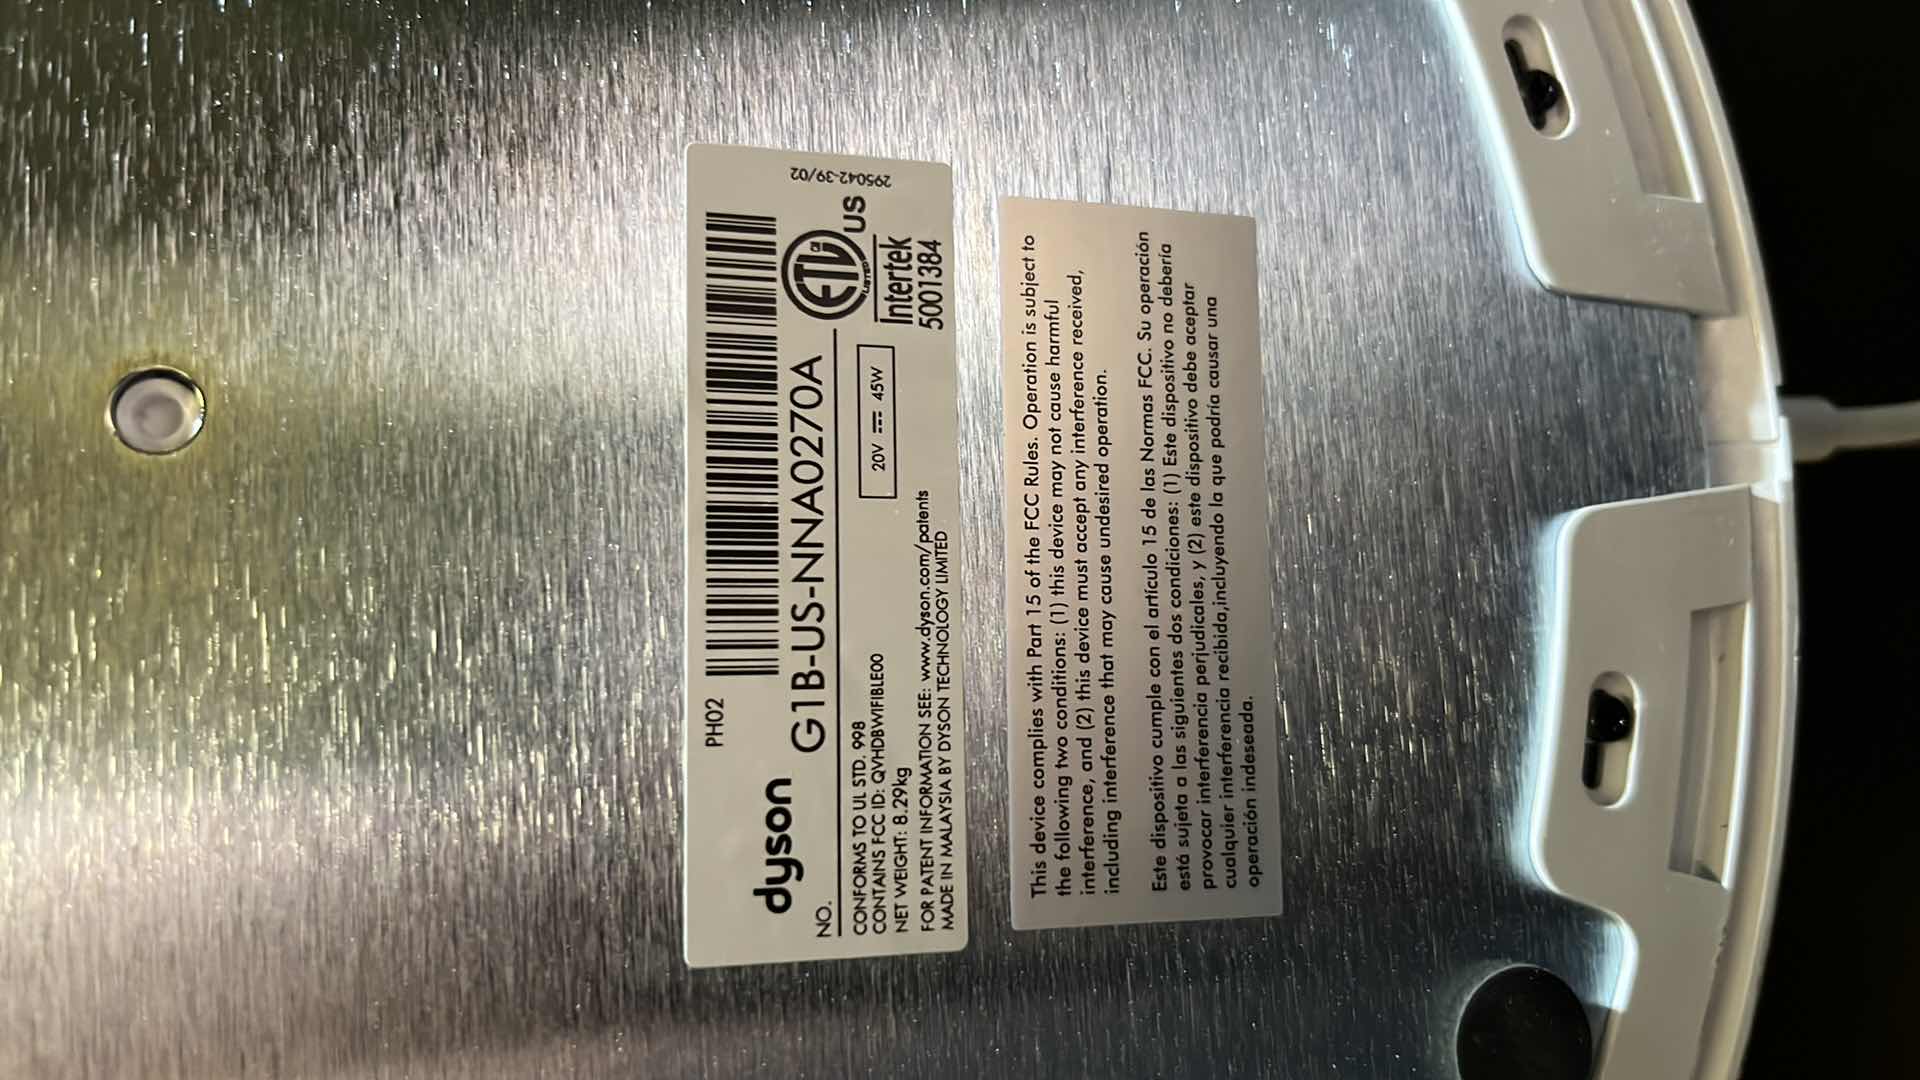 PH02
dyson
NO. G1B-US-NNA0270A
CONFORMS TO UL STD. 998
CONTAINS FCC ID: QVHDBWIFIBLE00
NET WEIGHT: 8.29kg
20V ⎓ 45W
FOR PATENT INFORMATION SEE: www.dyson.com/patents
MADE IN MALAYSIA BY DYSON TECHNOLOGY LIMITED
ETL CM
LISTED
US
Intertek
5001384
295042-39/02
This device complies with Part 15 of the FCC Rules. Operation is subject to
the following two conditions: (1) this device may not cause harmful
interference, and (2) this device must accept any interference received,
including interference that may cause undesired operation.
Este dispositivo cumple con el artículo 15 de las Normas FCC. Su operación
está sujeta a las siguientes dos condiciones: (1) Este dispositivo no debería
provocar interferencia perjudicales, y (2) este dispositivo debe aceptar
cualquier interferencia recibida,incluyendo la que podría causar una
operación indeseada.